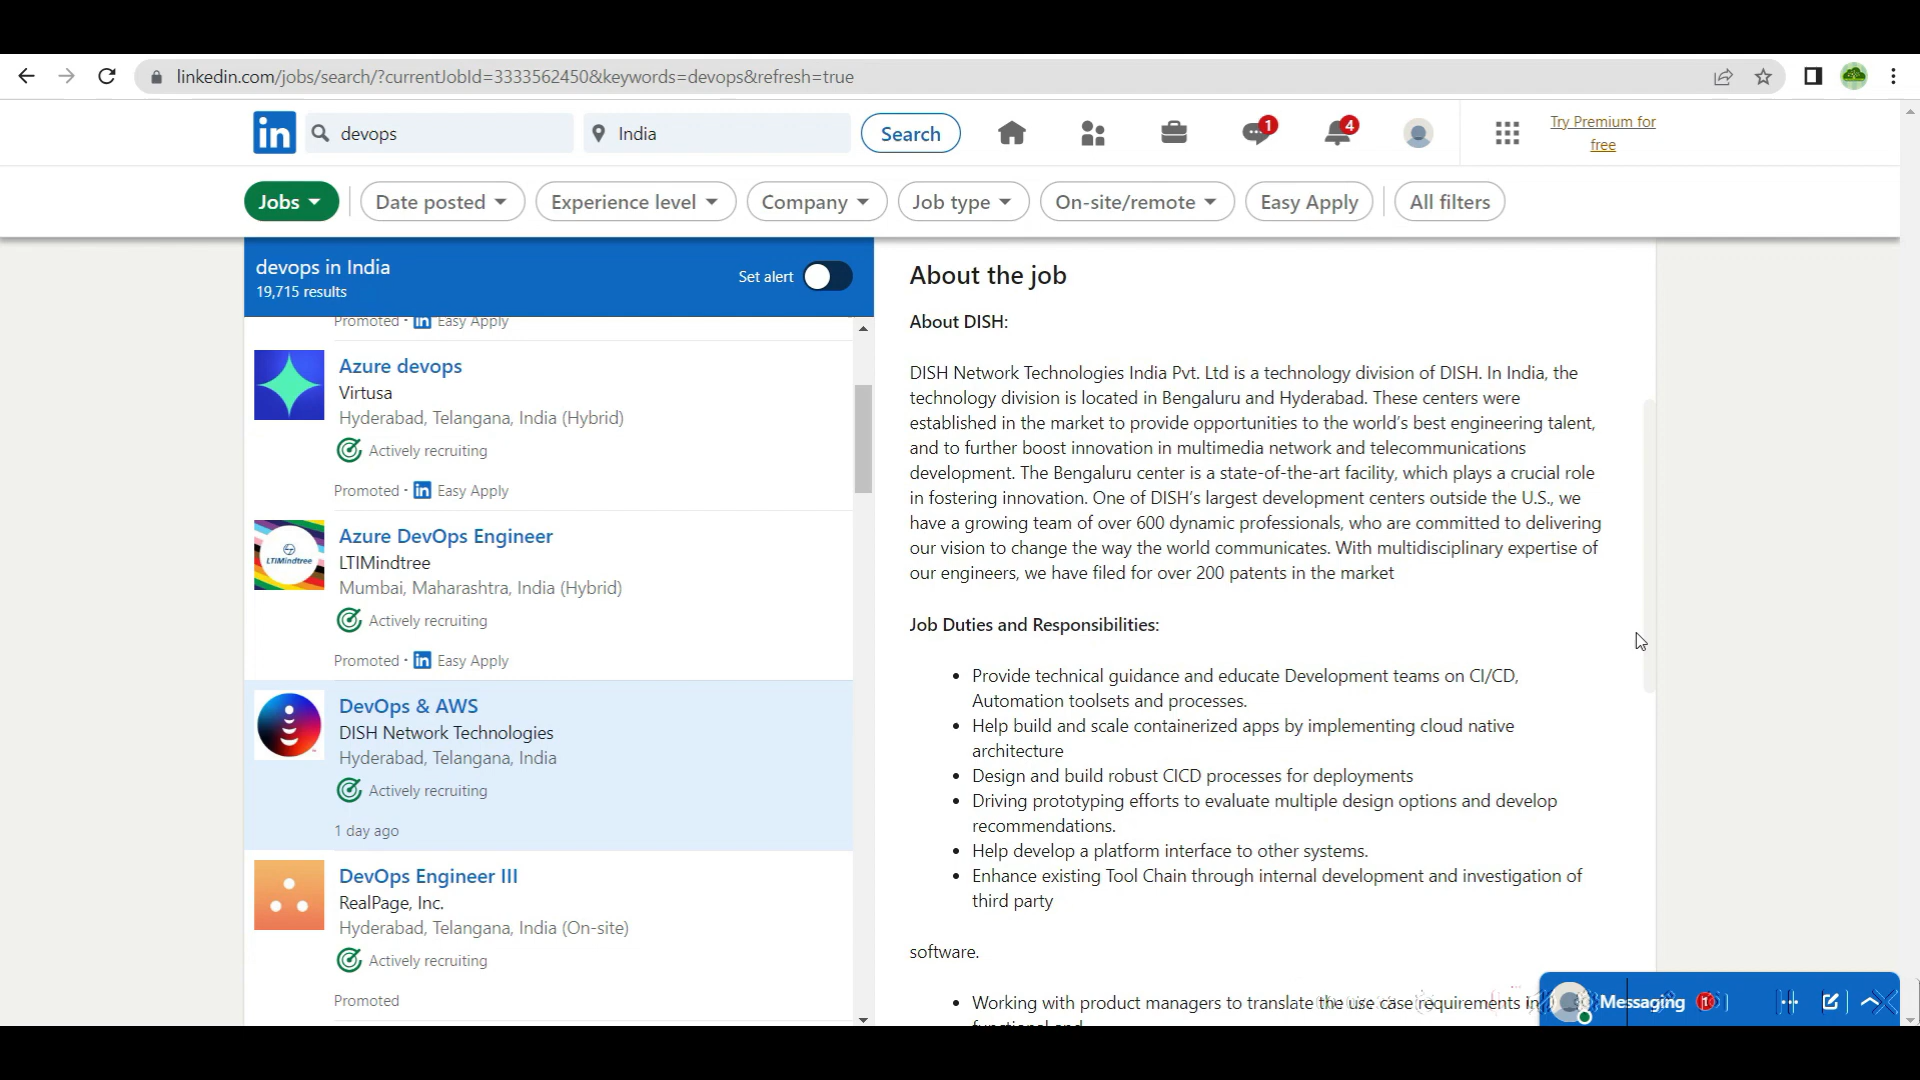 linkedin.com/jobs/search/?currentJobId=3333562450&keywords=devops&refresh=true
in
devops
India
Search
1
4
Try Premium for
free
Jobs
Date posted
Experience level
Company
Job type
On-site/remote
Easy Apply
All filters
devops in India
19,715 results
Set alert
Promoted · in Easy Apply
Azure devops
Virtusa
Hyderabad, Telangana, India (Hybrid)
Actively recruiting
Promoted · in Easy Apply
LTIMindtree
Azure DevOps Engineer
LTIMindtree
Mumbai, Maharashtra, India (Hybrid)
Actively recruiting
Promoted · in Easy Apply
DevOps & AWS
DISH Network Technologies
Hyderabad, Telangana, India
Actively recruiting
1 day ago
DevOps Engineer III
RealPage, Inc.
Hyderabad, Telangana, India (On-site)
Actively recruiting
Promoted
About the job
About DISH:
DISH Network Technologies India Pvt. Ltd is a technology division of DISH. In India, the
technology division is located in Bengaluru and Hyderabad. These centers were
established in the market to provide opportunities to the world's best engineering talent,
and to further boost innovation in multimedia network and telecommunications
development. The Bengaluru center is a state-of-the-art facility, which plays a crucial role
in fostering innovation. One of DISH's largest development centers outside the U.S., we
have a growing team of over 600 dynamic professionals, who are committed to delivering
our vision to change the way the world communicates. With multidisciplinary expertise of
our engineers, we have filed for over 200 patents in the market
Job Duties and Responsibilities:
• Provide technical guidance and educate Development teams on CI/CD,
Automation toolsets and processes.
• Help build and scale containerized apps by implementing cloud native
architecture
• Design and build robust CICD processes for deployments
• Driving prototyping efforts to evaluate multiple design options and develop
recommendations.
• Help develop a platform interface to other systems.
• Enhance existing Tool Chain through internal development and investigation of
third party
software.
• Working with product managers to translate the use case requirements in
functional and
Messaging
1